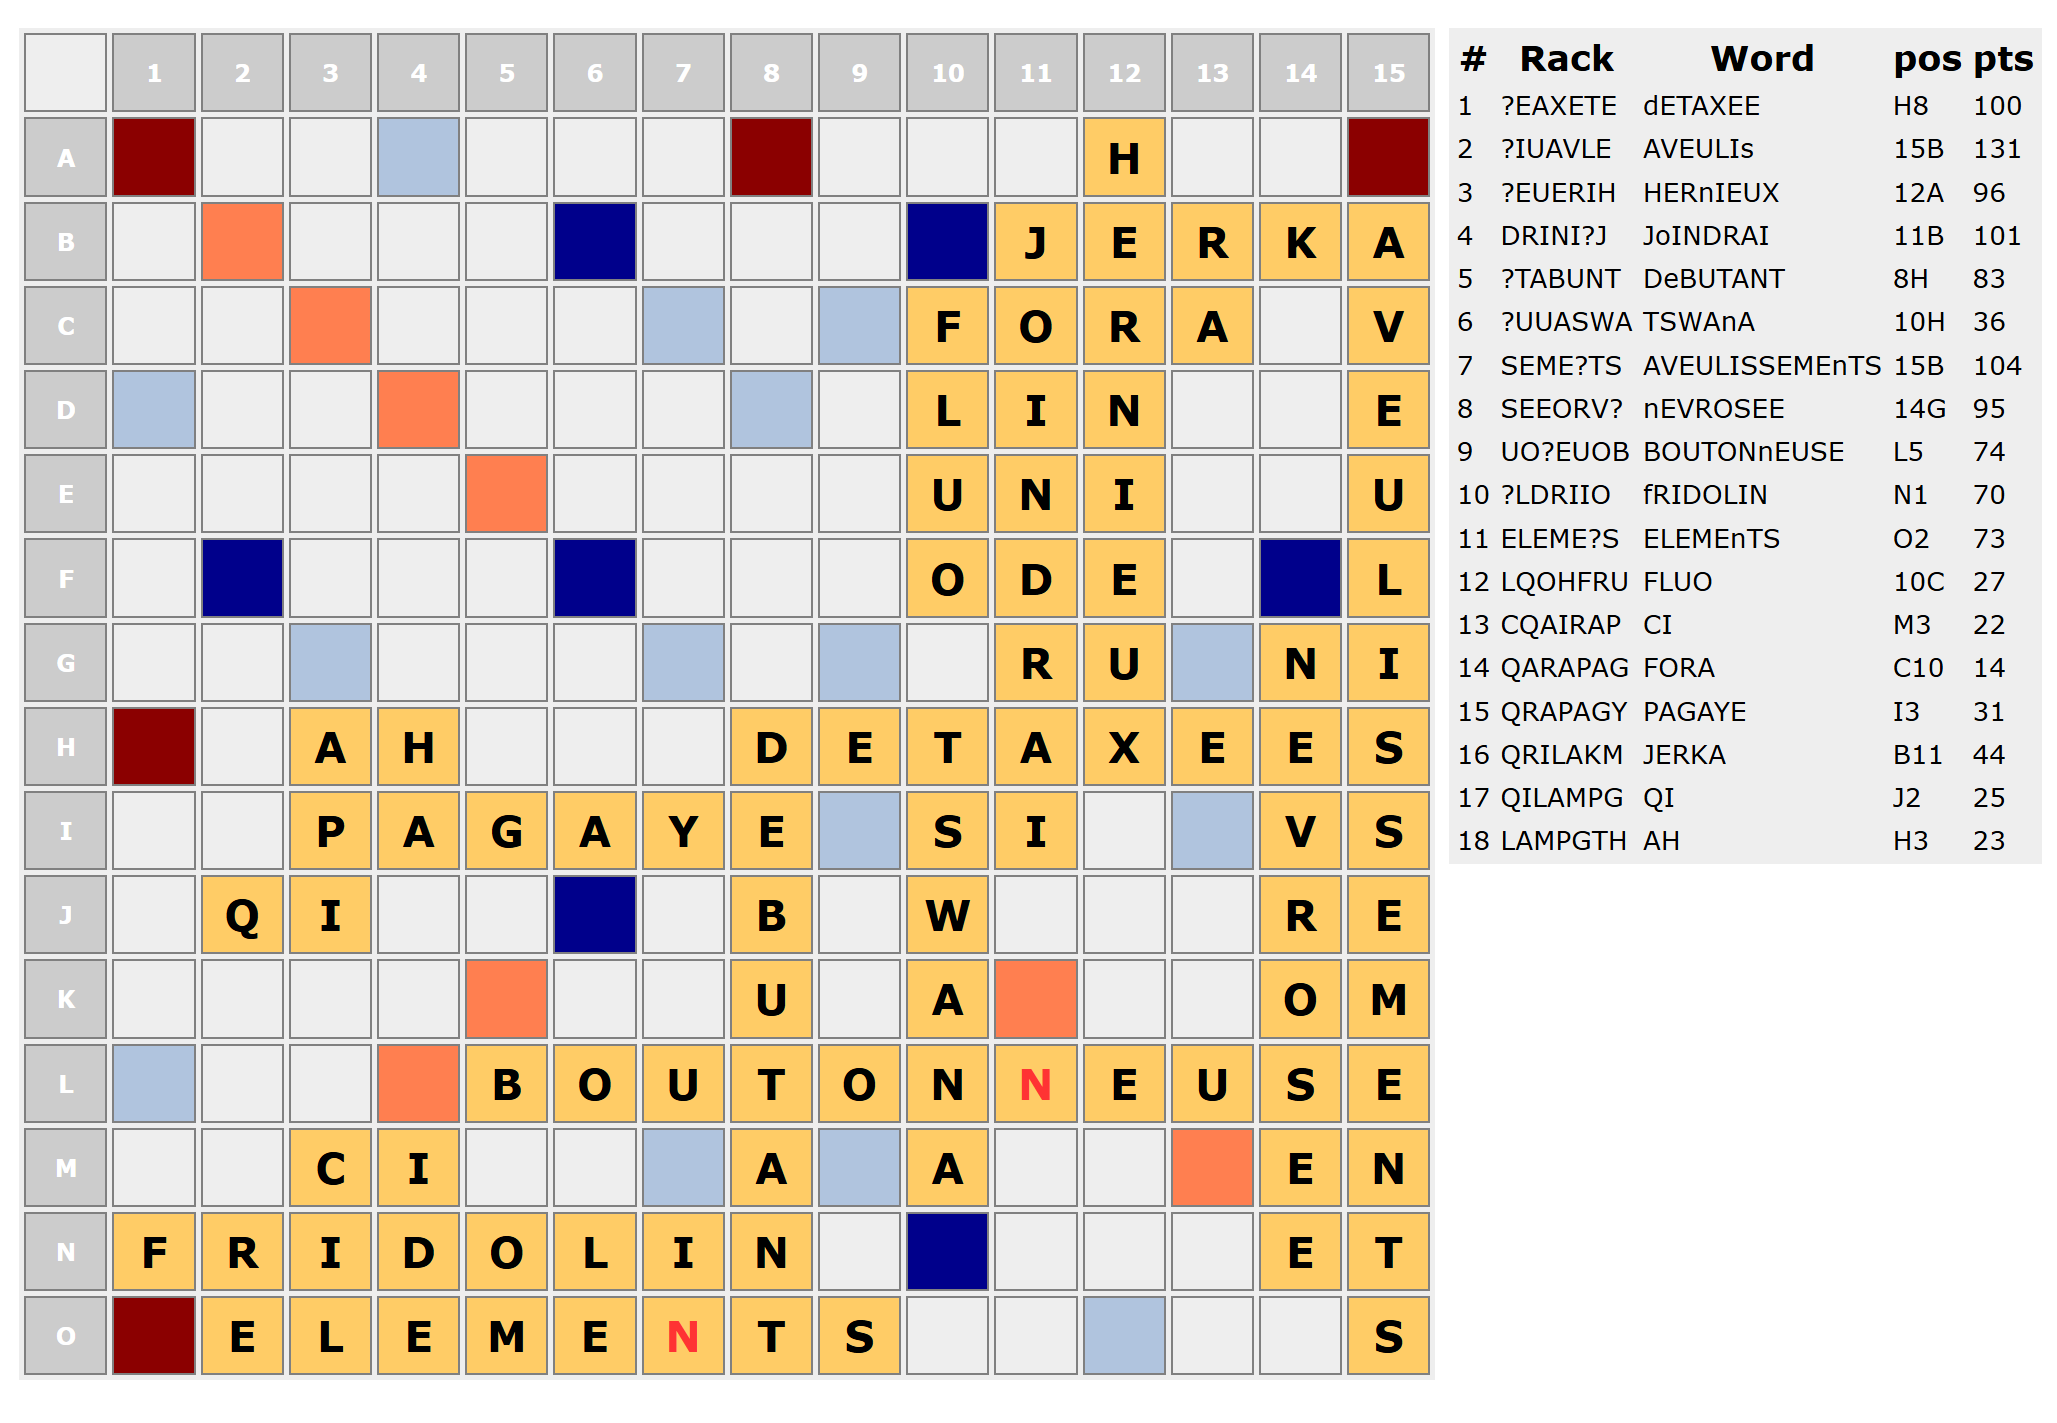 1 2 3 4 5 6 7 8 9 10 11 12 13 14 15
A H
B J E R K A
C F O R A V
D L I N E
E U N I U
F O D E L
G R U N I
H A H D E T A X E E S
I P A G A Y E S I V S
J Q I B W R E
K U A O M
L B O U T O N N E U S E
M C I A A E N
N F R I D O L I N E T
O E L E M E N T S S
# Rack Word pos pts
1 ?EAXETE dETAXEE H8 100
2 ?IUAVLE AVEULIs 15B 131
3 ?EUERIH HERnIEUX 12A 96
4 DRINI?J JoINDRAI 11B 101
5 ?TABUNT DeBUTANT 8H 83
6 ?UUASWA TSWAnA 10H 36
7 SEME?TS AVEULISSEMEnTS 15B 104
8 SEEORV? nEVROSEE 14G 95
9 UO?EUOB BOUTONnEUSE L5 74
10 ?LDRIIO fRIDOLIN N1 70
11 ELEME?S ELEMEnTS O2 73
12 LQOHFRU FLUO 10C 27
13 CQAIRAP CI M3 22
14 QARAPAG FORA C10 14
15 QRAPAGY PAGAYE I3 31
16 QRILAKM JERKA B11 44
17 QILAMPG QI J2 25
18 LAMPGTH AH H3 23